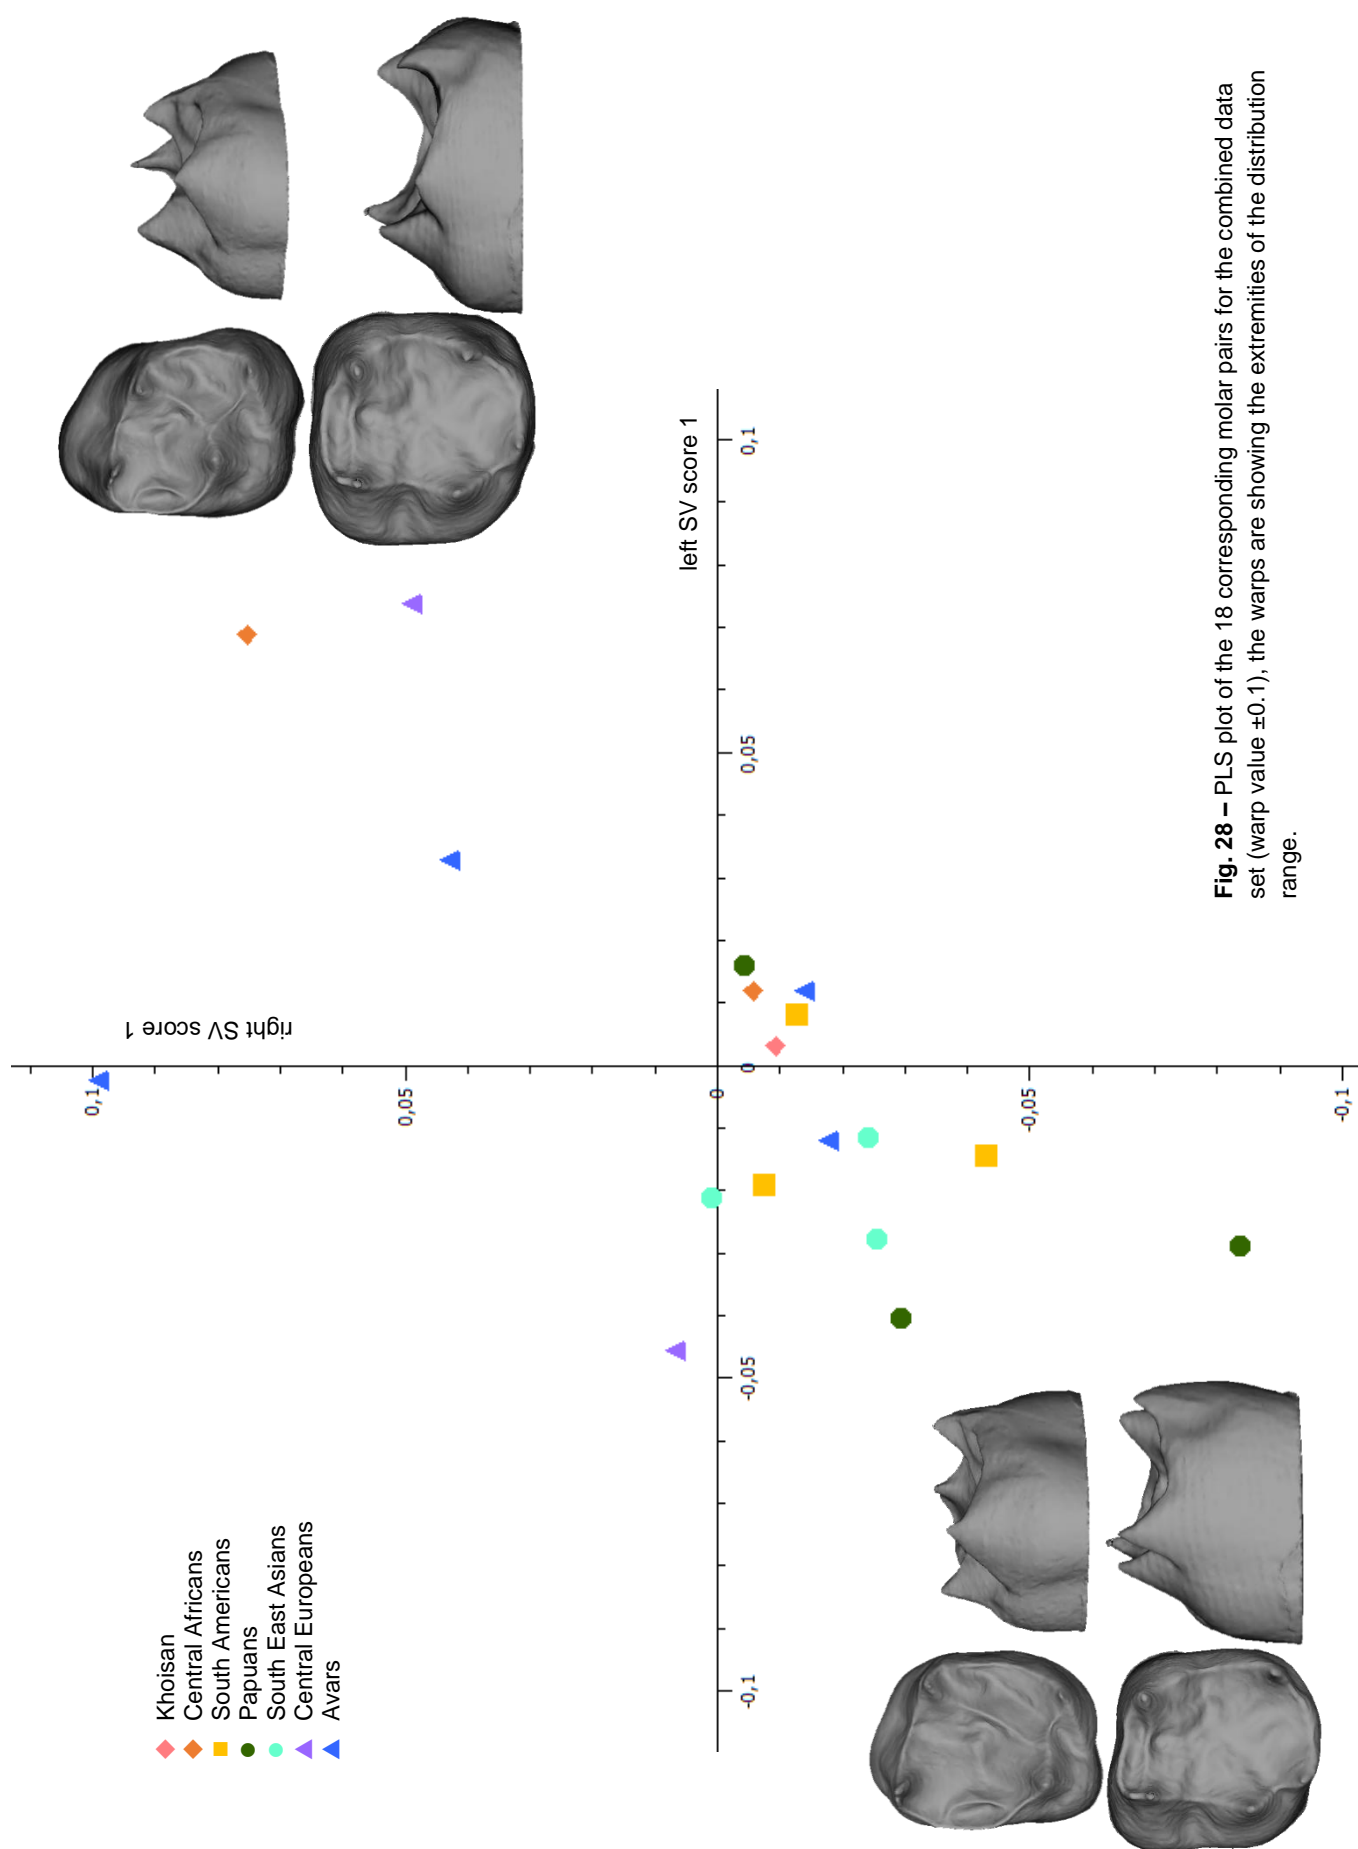 Khoisan
Central Africans
South Americans
Papuans
South East Asians
Central Europeans
Avars
right SV score 1
0,1
0,05
0
-0,05
-0,1
left SV score 1
-0,1
-0,05
0
0,05
0,1
Fig. 28 – PLS plot of the 18 corresponding molar pairs for the combined data
set (warp value ±0.1), the warps are showing the extremities of the distribution
range.